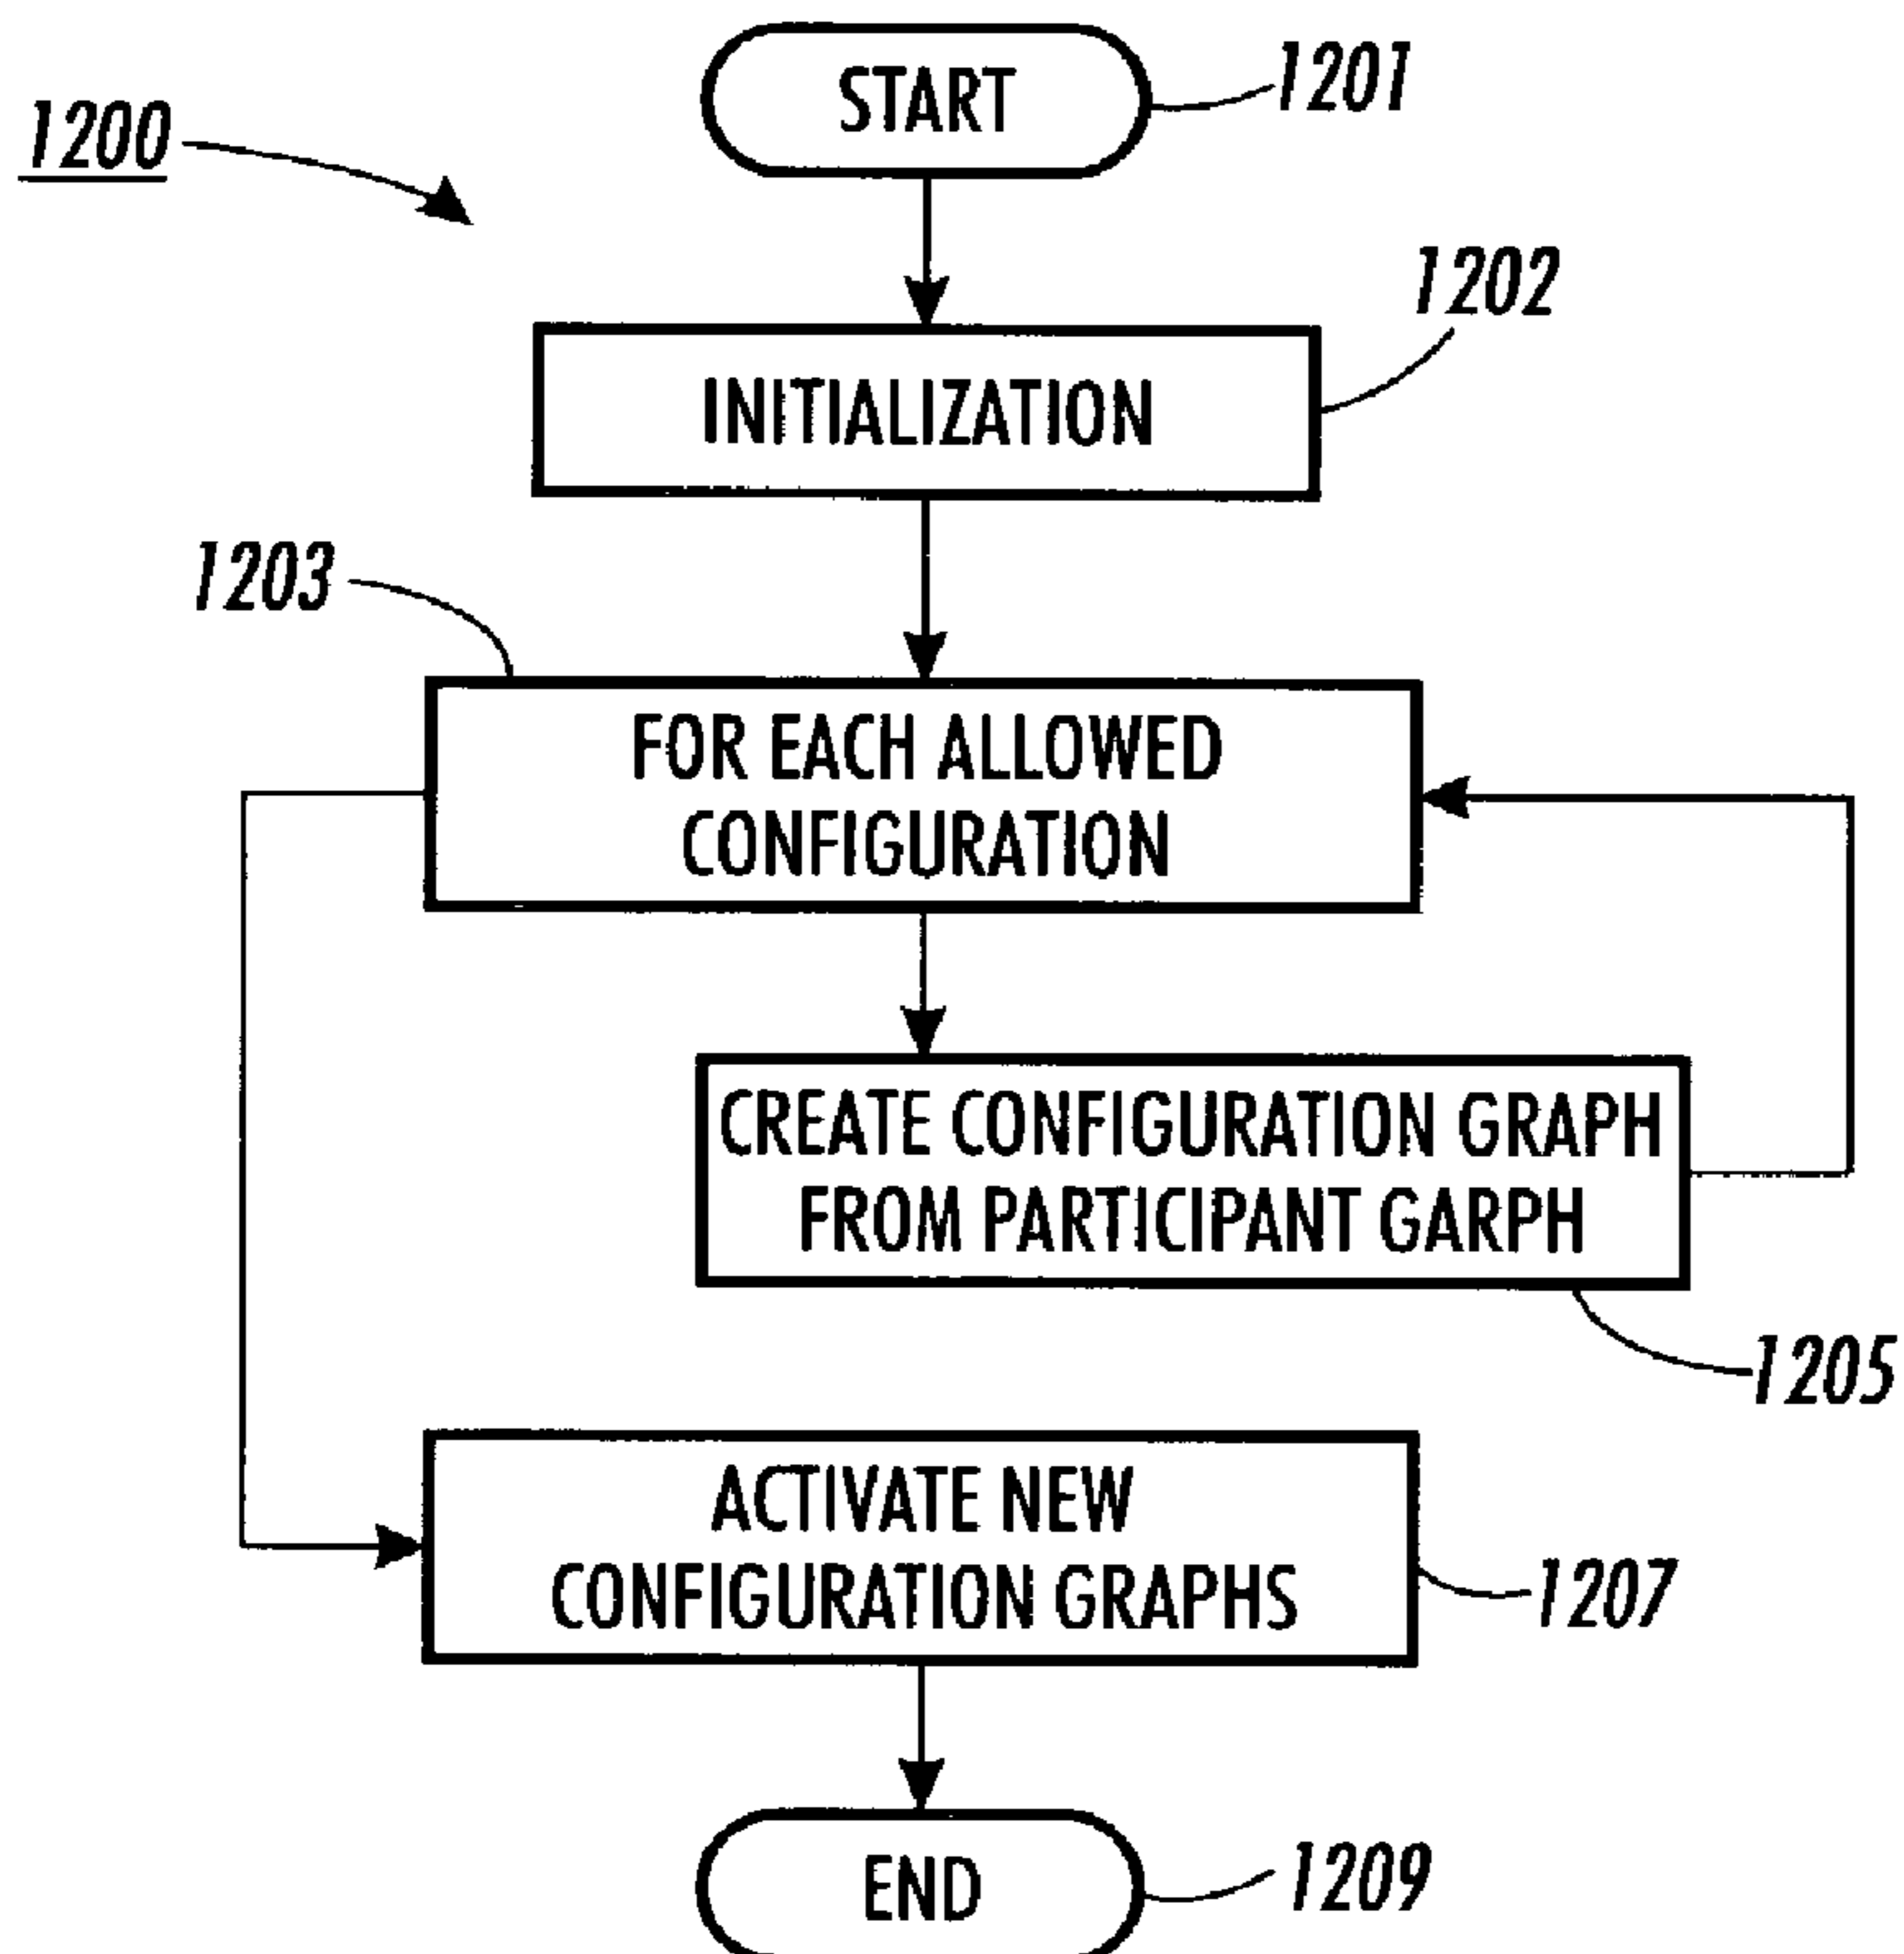 START
1201
1200
1202
INITIALIZATION
1203
FOR EACH ALLOWED
CONFIGURATION
CREATE CONFIGURATION GRAPH
FROM PARTICIPANT GARPH
1205
ACTIVATE NEW
CONFIGURATION GRAPHS
1207
END
1209